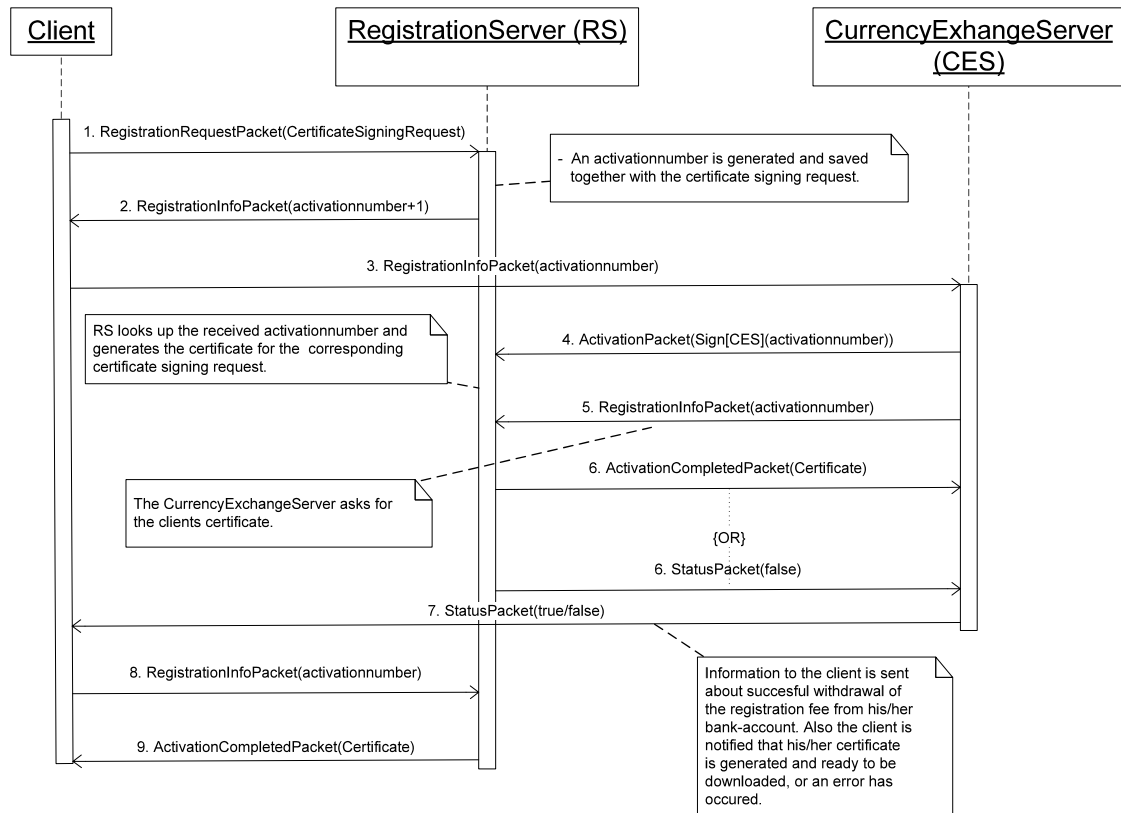 Client
RegistrationServer (RS)
CurrencyExhangeServer
(CES)
1. RegistrationRequestPacket(CertificateSigningRequest)
- An activationnumber is generated and saved
together with the certificate signing request.
2. RegistrationInfoPacket(activationnumber+1)
3. RegistrationInfoPacket(activationnumber)
RS looks up the received activationnumber and
generates the certificate for the corresponding
certificate signing request.
4. ActivationPacket(Sign[CES](activationnumber))
5. RegistrationInfoPacket(activationnumber)
6. ActivationCompletedPacket(Certificate)
The CurrencyExchangeServer asks for
the clients certificate.
{OR}
6. StatusPacket(false)
7. StatusPacket(true/false)
8. RegistrationInfoPacket(activationnumber)
Information to the client is sent
about succesful withdrawal of
the registration fee from his/her
bank-account. Also the client is
notified that his/her certificate
is generated and ready to be
downloaded, or an error has
occured.
9. ActivationCompletedPacket(Certificate)